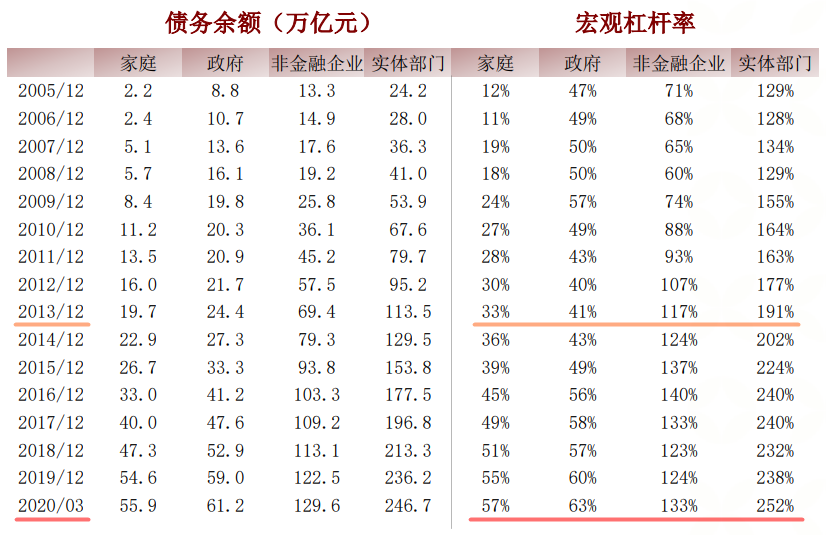 债务余额（万亿元） 宏观杠杆率
家庭 政府 非金融企业 实体部门 家庭 政府 非金融企业 实体部门
2005/12 2.2 8.8 13.3 24.2 12% 47% 71% 129%
2006/12 2.4 10.7 14.9 28.0 11% 49% 68% 128%
2007/12 5.1 13.6 17.6 36.3 19% 50% 65% 134%
2008/12 5.7 16.1 19.2 41.0 18% 50% 60% 129%
2009/12 8.4 19.8 25.8 53.9 24% 57% 74% 155%
2010/12 11.2 20.3 36.1 67.6 27% 49% 88% 164%
2011/12 13.5 20.9 45.2 79.7 28% 43% 93% 163%
2012/12 16.0 21.7 57.5 95.2 30% 40% 107% 177%
2013/12 19.7 24.4 69.4 113.5 33% 41% 117% 191%
2014/12 22.9 27.3 79.3 129.5 36% 43% 124% 202%
2015/12 26.7 33.3 93.8 153.8 39% 49% 137% 224%
2016/12 33.0 41.2 103.3 177.5 45% 56% 140% 240%
2017/12 40.0 47.6 109.2 196.8 49% 58% 133% 240%
2018/12 47.3 52.9 113.1 213.3 51% 57% 123% 232%
2019/12 54.6 59.0 122.5 236.2 55% 60% 124% 238%
2020/03 55.9 61.2 129.6 246.7 57% 63% 133% 252%